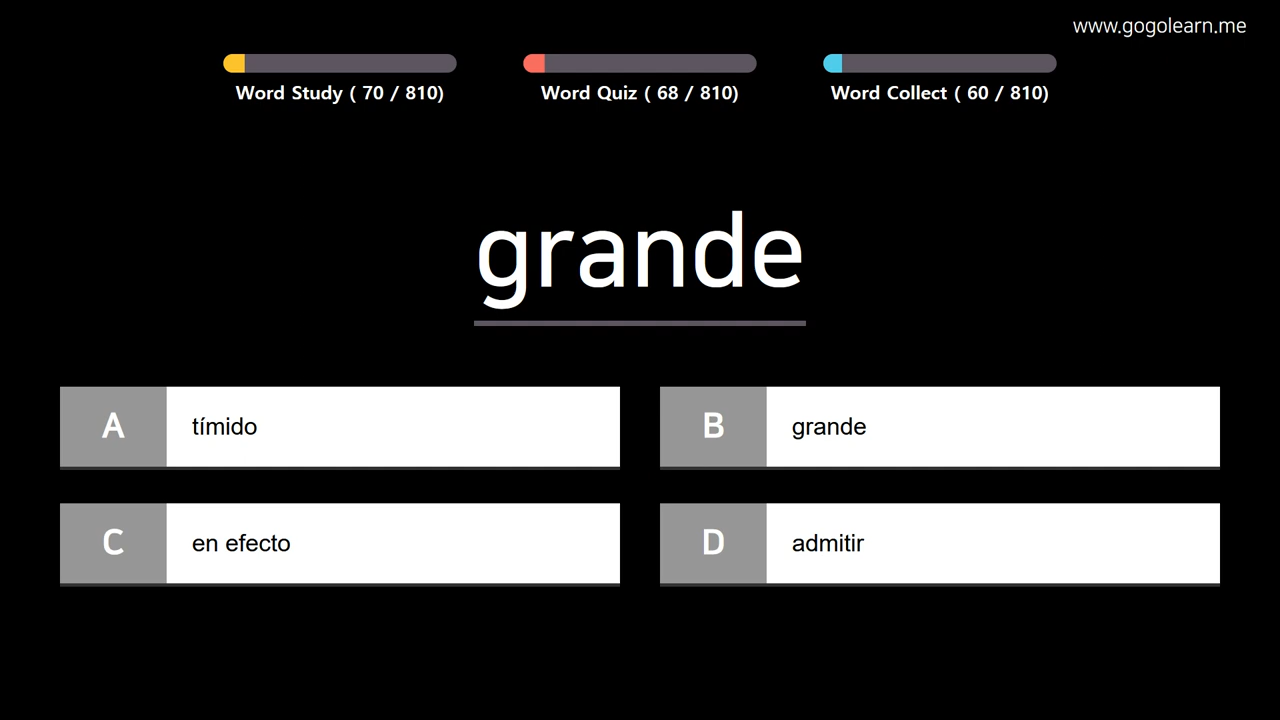 www.gogolearn.me
Word Study ( 70 / 810)
Word Quiz ( 68 / 810)
Word Collect ( 60 / 810)
grande
A tímido
B grande
C en efecto
D admitir